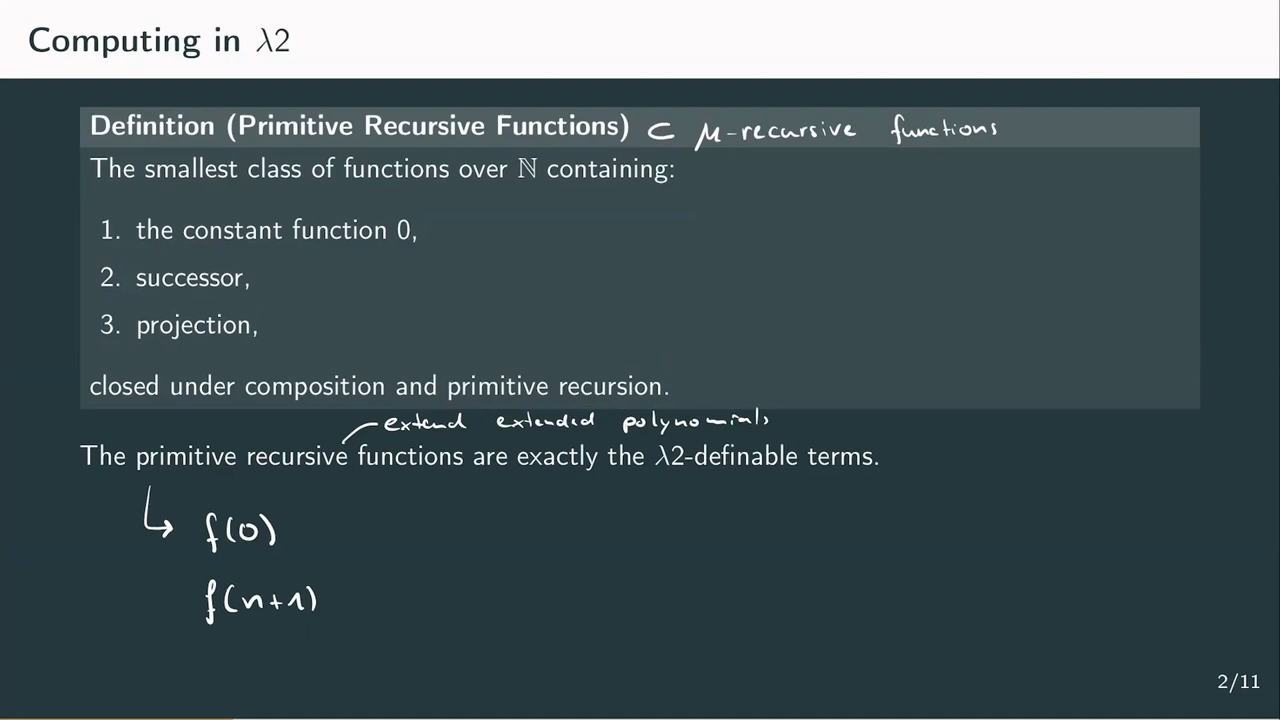 Computing in λ2
Definition (Primitive Recursive Functions) ⊂ μ-recursive functions
The smallest class of functions over ℕ containing:
1. the constant function 0,
2. successor,
3. projection,
closed under composition and primitive recursion.
extend extended polynomials
The primitive recursive functions are exactly the λ2-definable terms.
↳ f(0)
f(n+1)
2/11